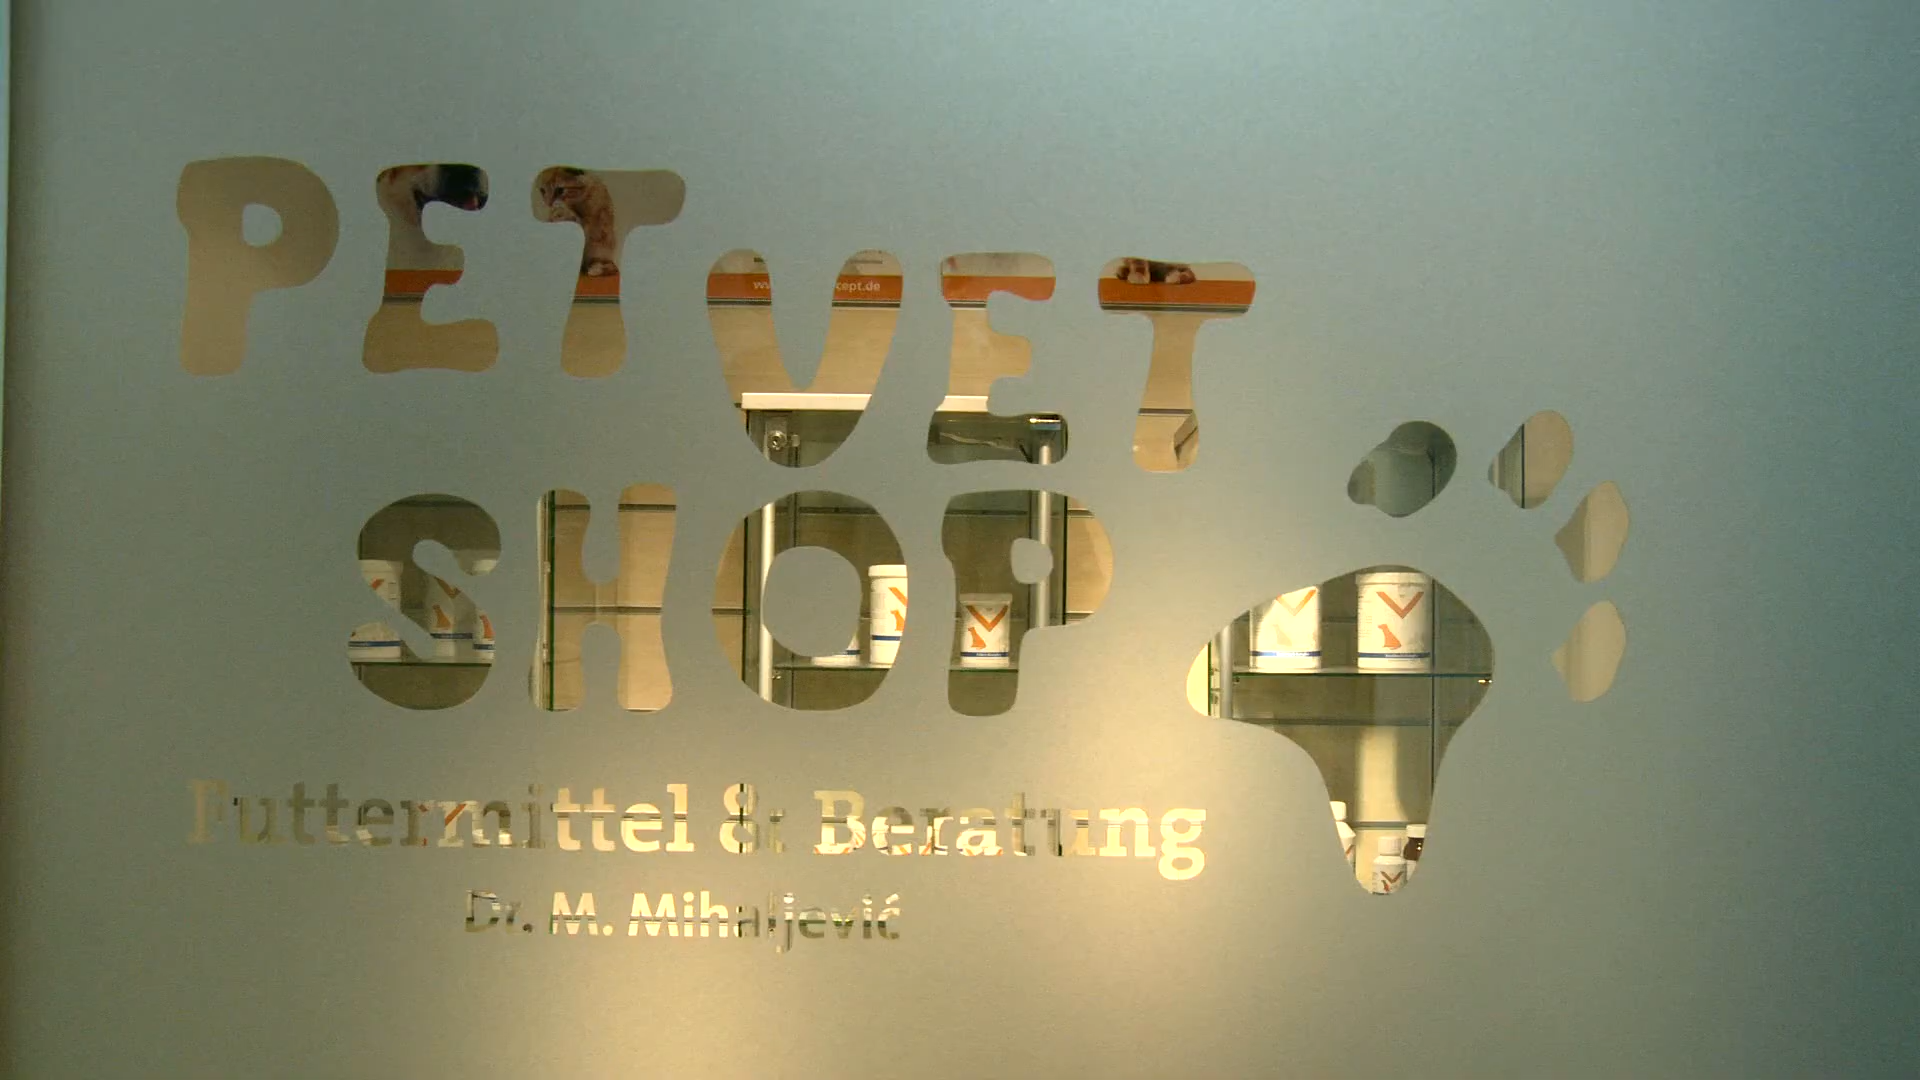 PET VET
SHOP
Futtermittel & Beratung
Dr. M. Mihaljević